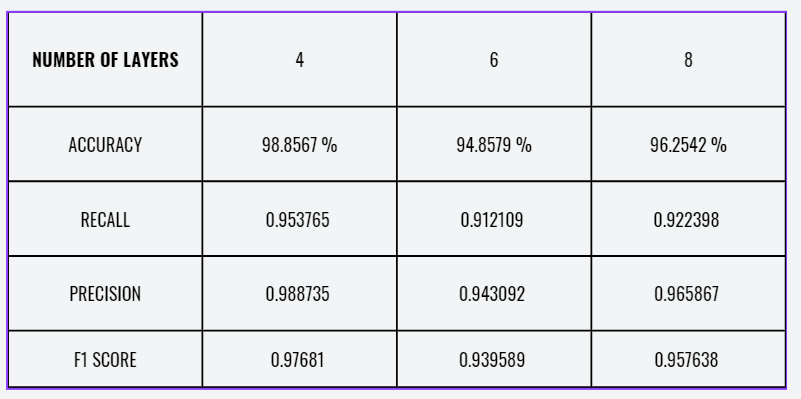 NUMBER OF LAYERS 4 6 8
ACCURACY 98.8567 % 94.8579 % 96.2542 %
RECALL 0.953765 0.912109 0.922398
PRECISION 0.988735 0.943092 0.965867
F1 SCORE 0.97681 0.939589 0.957638